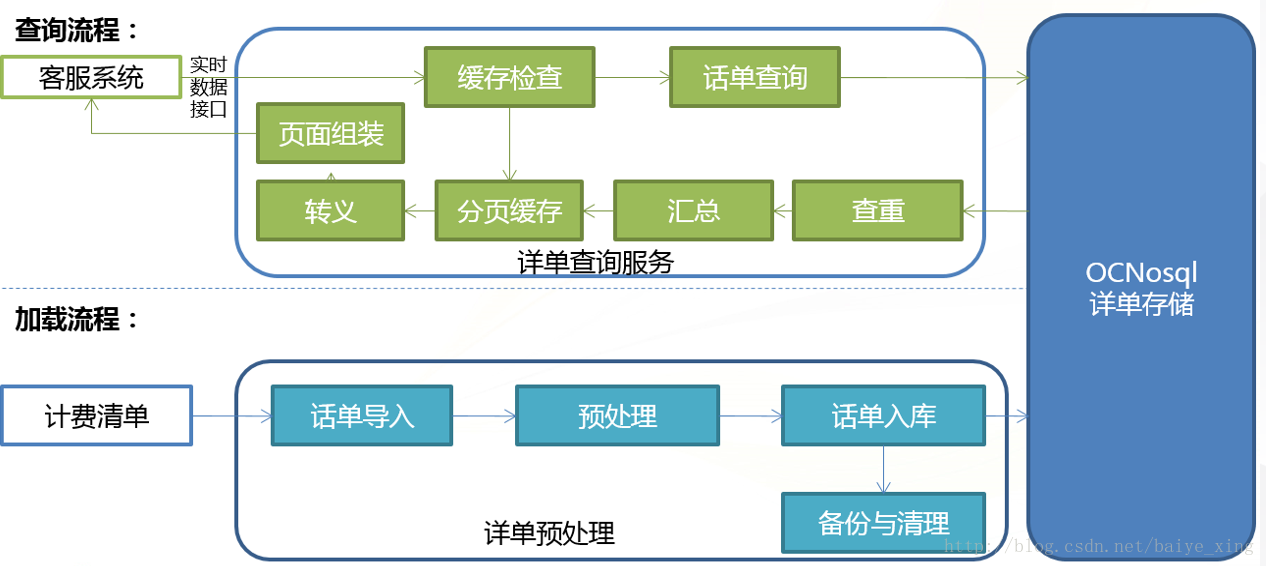 查询流程：
客服系统
实时
数据
接口
缓存检查
话单查询
页面组装
转义
分页缓存
汇总
查重
详单查询服务
OCNosql
详单存储
加载流程：
计费清单
话单导入
预处理
话单入库
备份与清理
详单预处理
http://blog.csdn.net/baiye_xing